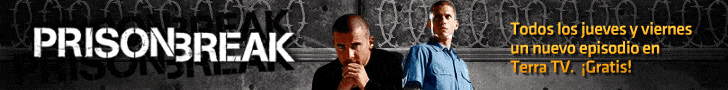 PRISON BREAK
Todos los jueves y viernes
un nuevo episodio en
Terra TV. ¡Gratis!